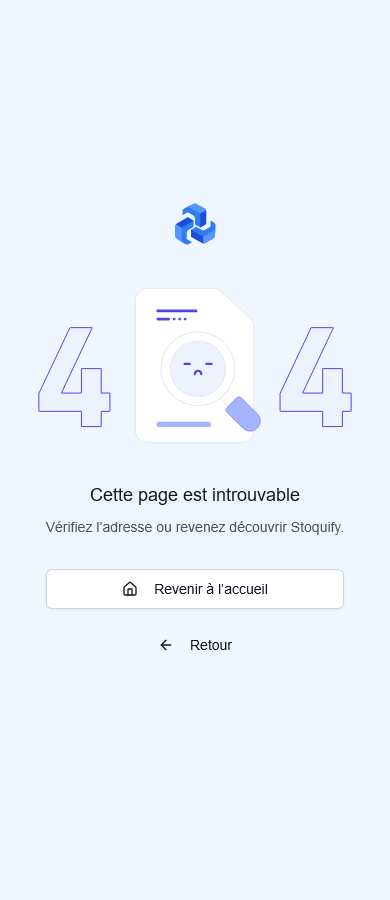 4 4
Cette page est introuvable
Vérifiez l’adresse ou revenez découvrir Stoquify.
Revenir à l’accueil
Retour